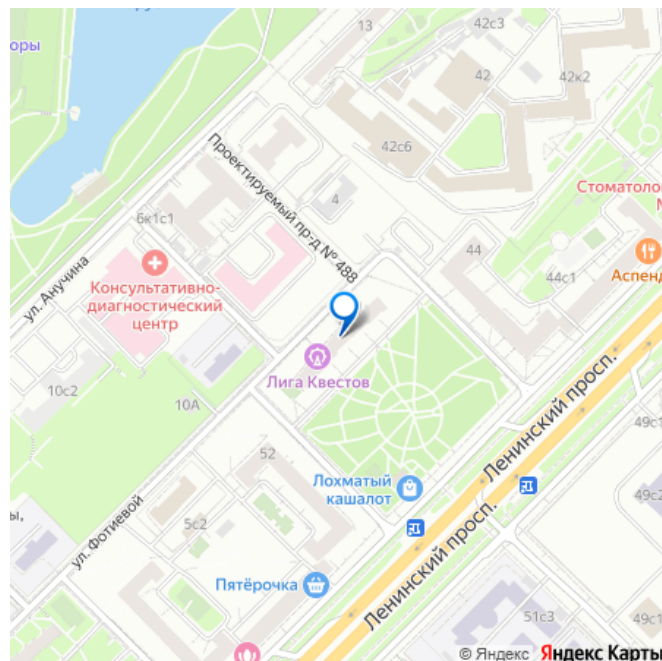 оры
13
42с3
42
42к2
42с6
Проектируемый пр-д № 488
4
Стоматоло
М
6к1с1
44
Аспенд
44с1
ул. Анучина
Консультативно-
диагностический
центр
Лига Квестов
10с2
10А
Ленинский просп.
49с1
52
Лохматый
кашалот
49с2
ы,
5с2
ул. Фотиевой
Пятёрочка
Ленинский просп.
51с3
49с1
© Яндекс Яндекс Карты